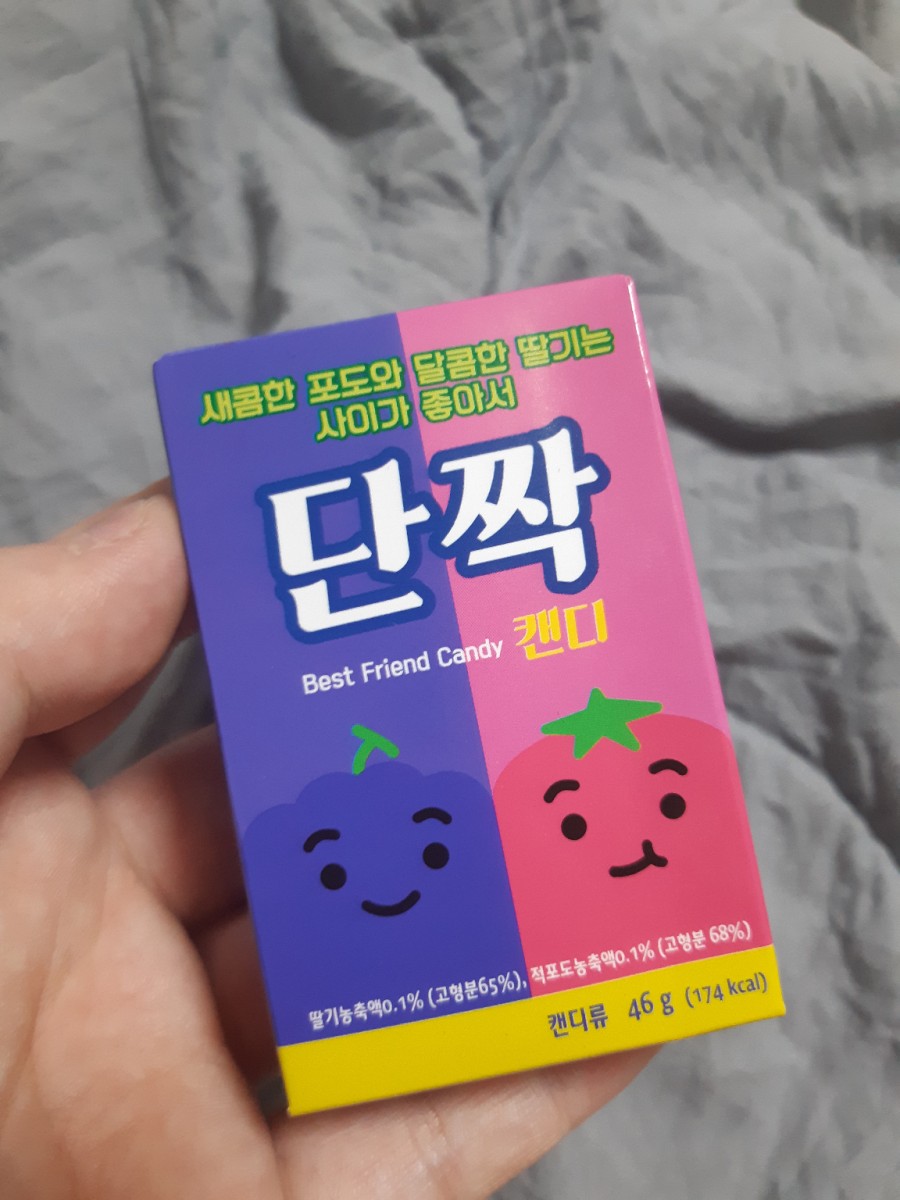 새콤한 포도와 달콤한 딸기는
사이가 좋아서
단짝
Best Friend Candy 캔디
딸기농축액0.1% (고형분65%), 적포도농축액0.1% (고형분 68%)
캔디류 46 g (174 kcal)